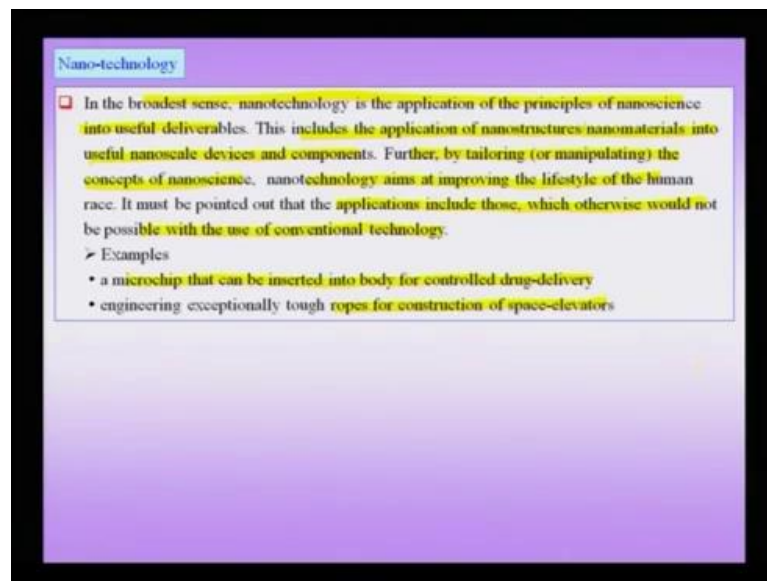 Nano-technology
In the broadest sense, nanotechnology is the application of the principles of nanoscience
into useful deliverables. This includes the application of nanostructures nanomaterials into
useful nanoscale devices and components. Further, by tailoring (or manipulating) the
concepts of nanoscience, nanotechnology aims at improving the lifestyle of the human
race. It must be pointed out that the applications include those, which otherwise would not
be possible with the use of conventional technology.
➤ Examples
• a microchip that can be inserted into body for controlled drug-delivery
• engineering exceptionally tough ropes for construction of space-elevators